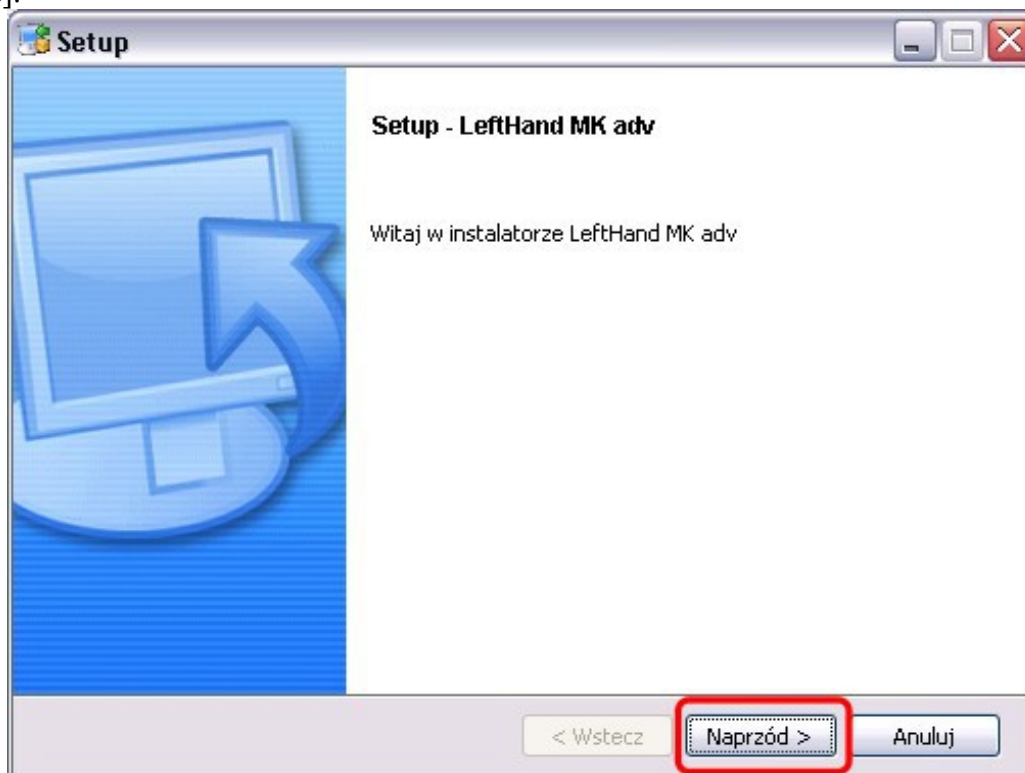 Setup
Setup - LeftHand MK adv
Witaj w instalatorze LeftHand MK adv
< Wstecz
Naprzód >
Anuluj